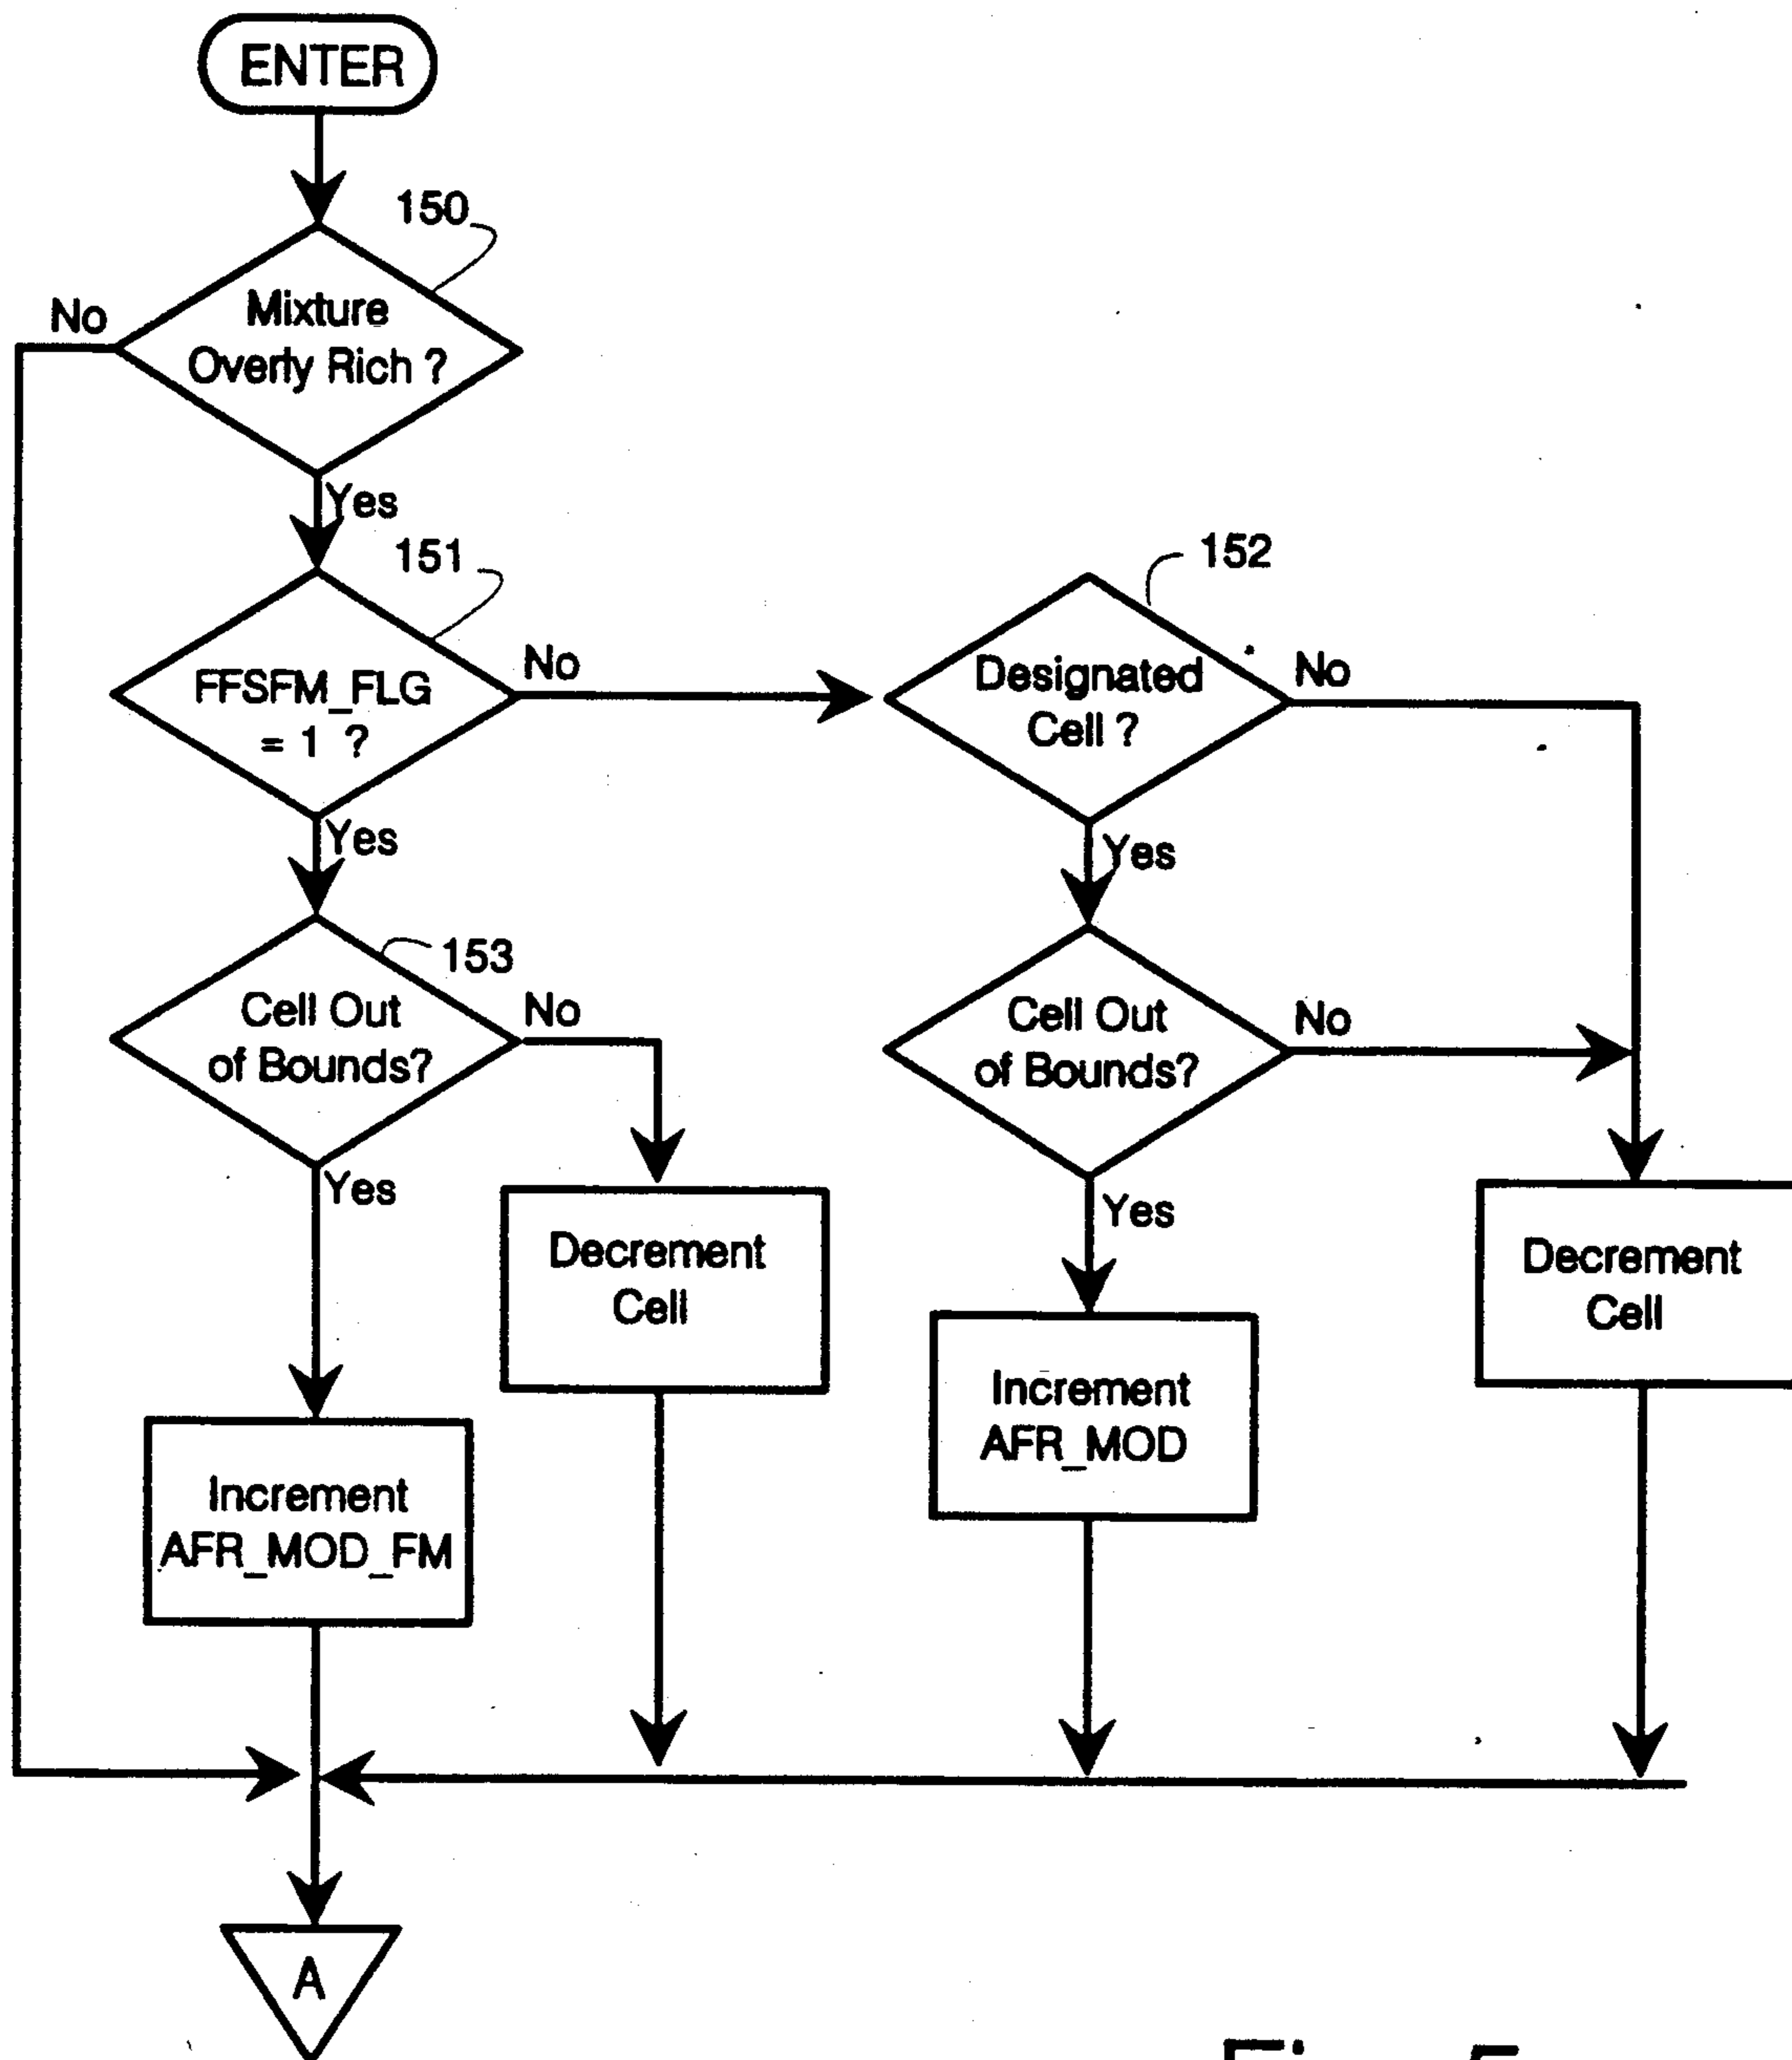 ENTER
150
No
Mixture
Overly Rich ?
Yes
151
152
FFSFM_FLG
= 1 ?
No
Designated
Cell ?
No
Yes
Yes
153
Cell Out
of Bounds?
No
Cell Out
of Bounds?
No
Yes
Yes
Decrement
Cell
Decrement
Cell
Increment
AFR_MOD
Increment
AFR_MOD_FM
A